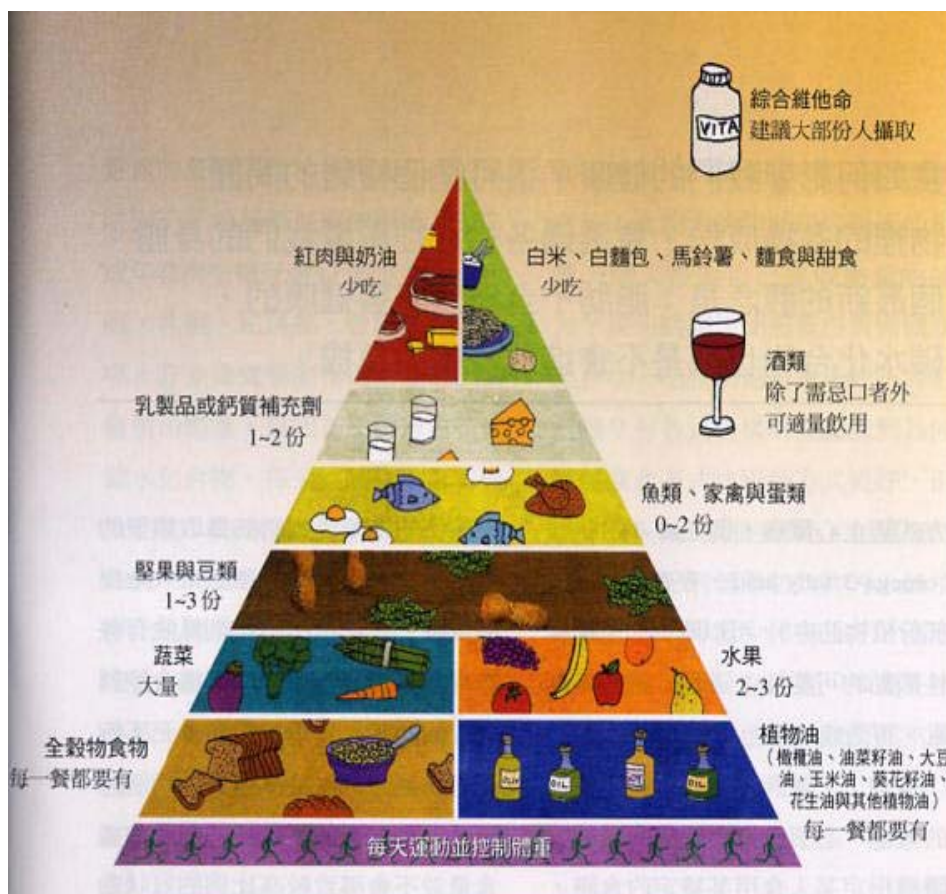 VITA
綜合維他命
建議大部份人攝取
紅肉與奶油
少吃
白米、白麵包、馬鈴薯、麵食與甜食
少吃
酒類
除了需忌口者外
可適量飲用
乳製品或鈣質補充劑
1~2份
魚類、家禽與蛋類
0~2份
堅果與豆類
1~3份
蔬菜
大量
水果
2~3份
全穀物食物
每一餐都要有
植物油
(橄欖油、油菜籽油、大豆
油、玉米油、葵花籽油、
花生油與其他植物油)
每一餐都要有
OIL
OIL
每天運動並控制體重